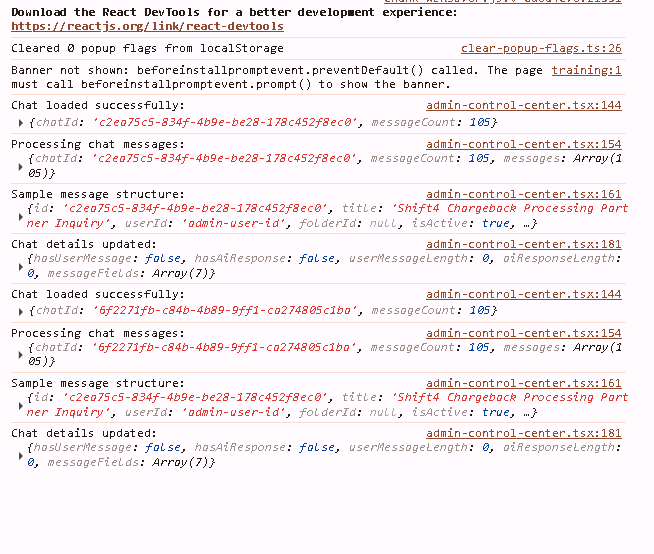 Download the React DevTools for a better development experience:
https://reactjs.org/link/react-devtools
Cleared 0 popup flags from localStorage clear-popup-flags.ts:26
Banner not shown: beforeinstallpromptevent.preventDefault() called. The page training:1
must call beforeinstallpromptevent.prompt() to show the banner.
Chat loaded successfully: admin-control-center.tsx:144
{chatId: 'c2ea75c5-834f-4b9e-be28-178c452f8ec0', messageCount: 105}
Processing chat messages: admin-control-center.tsx:154
{chatId: 'c2ea75c5-834f-4b9e-be28-178c452f8ec0', messageCount: 105, messages: Array(1
05)}
Sample message structure: admin-control-center.tsx:161
{id: 'c2ea75c5-834f-4b9e-be28-178c452f8ec0', title: 'Shift4 Chargeback Processing Part
ner Inquiry', userId: 'admin-user-id', folderId: null, isActive: true, …}
Chat details updated: admin-control-center.tsx:181
{hasUserMessage: false, hasAiResponse: false, userMessageLength: 0, aiResponseLength:
0, messageFields: Array(7)}
Chat loaded successfully: admin-control-center.tsx:144
{chatId: '6f2271fb-c84b-4b89-9ff1-ca274805c1ba', messageCount: 105}
Processing chat messages: admin-control-center.tsx:154
{chatId: '6f2271fb-c84b-4b89-9ff1-ca274805c1ba', messageCount: 105, messages: Array(1
05)}
Sample message structure: admin-control-center.tsx:161
{id: 'c2ea75c5-834f-4b9e-be28-178c452f8ec0', title: 'Shift4 Chargeback Processing Part
ner Inquiry', userId: 'admin-user-id', folderId: null, isActive: true, …}
Chat details updated: admin-control-center.tsx:181
{hasUserMessage: false, hasAiResponse: false, userMessageLength: 0, aiResponseLength:
0, messageFields: Array(7)}